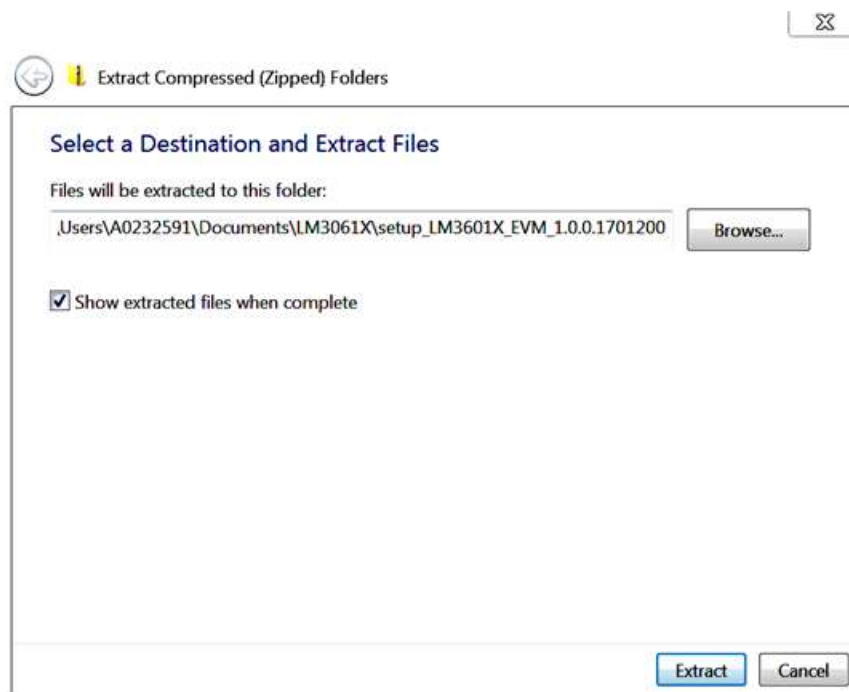 Extract Compressed (Zipped) Folders
Select a Destination and Extract Files
Files will be extracted to this folder:
\Users\A0232591\Documents\LM3061X\setup_LM3601X_EVM_1.0.0.1701200
Browse...
Show extracted files when complete
Extract
Cancel